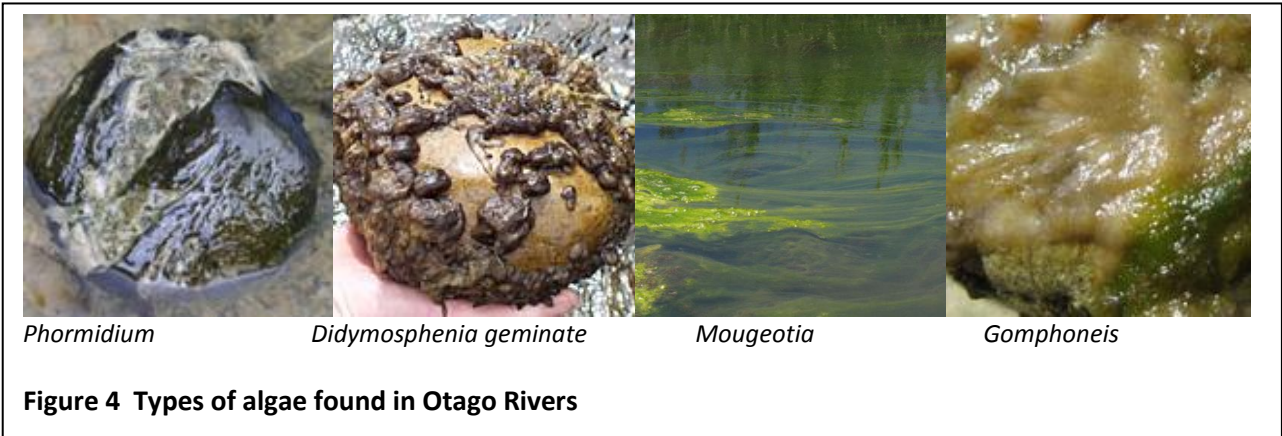 Phormidium Didymosphenia geminate Mougeotia Gomphoneis
Figure 4 Types of algae found in Otago Rivers